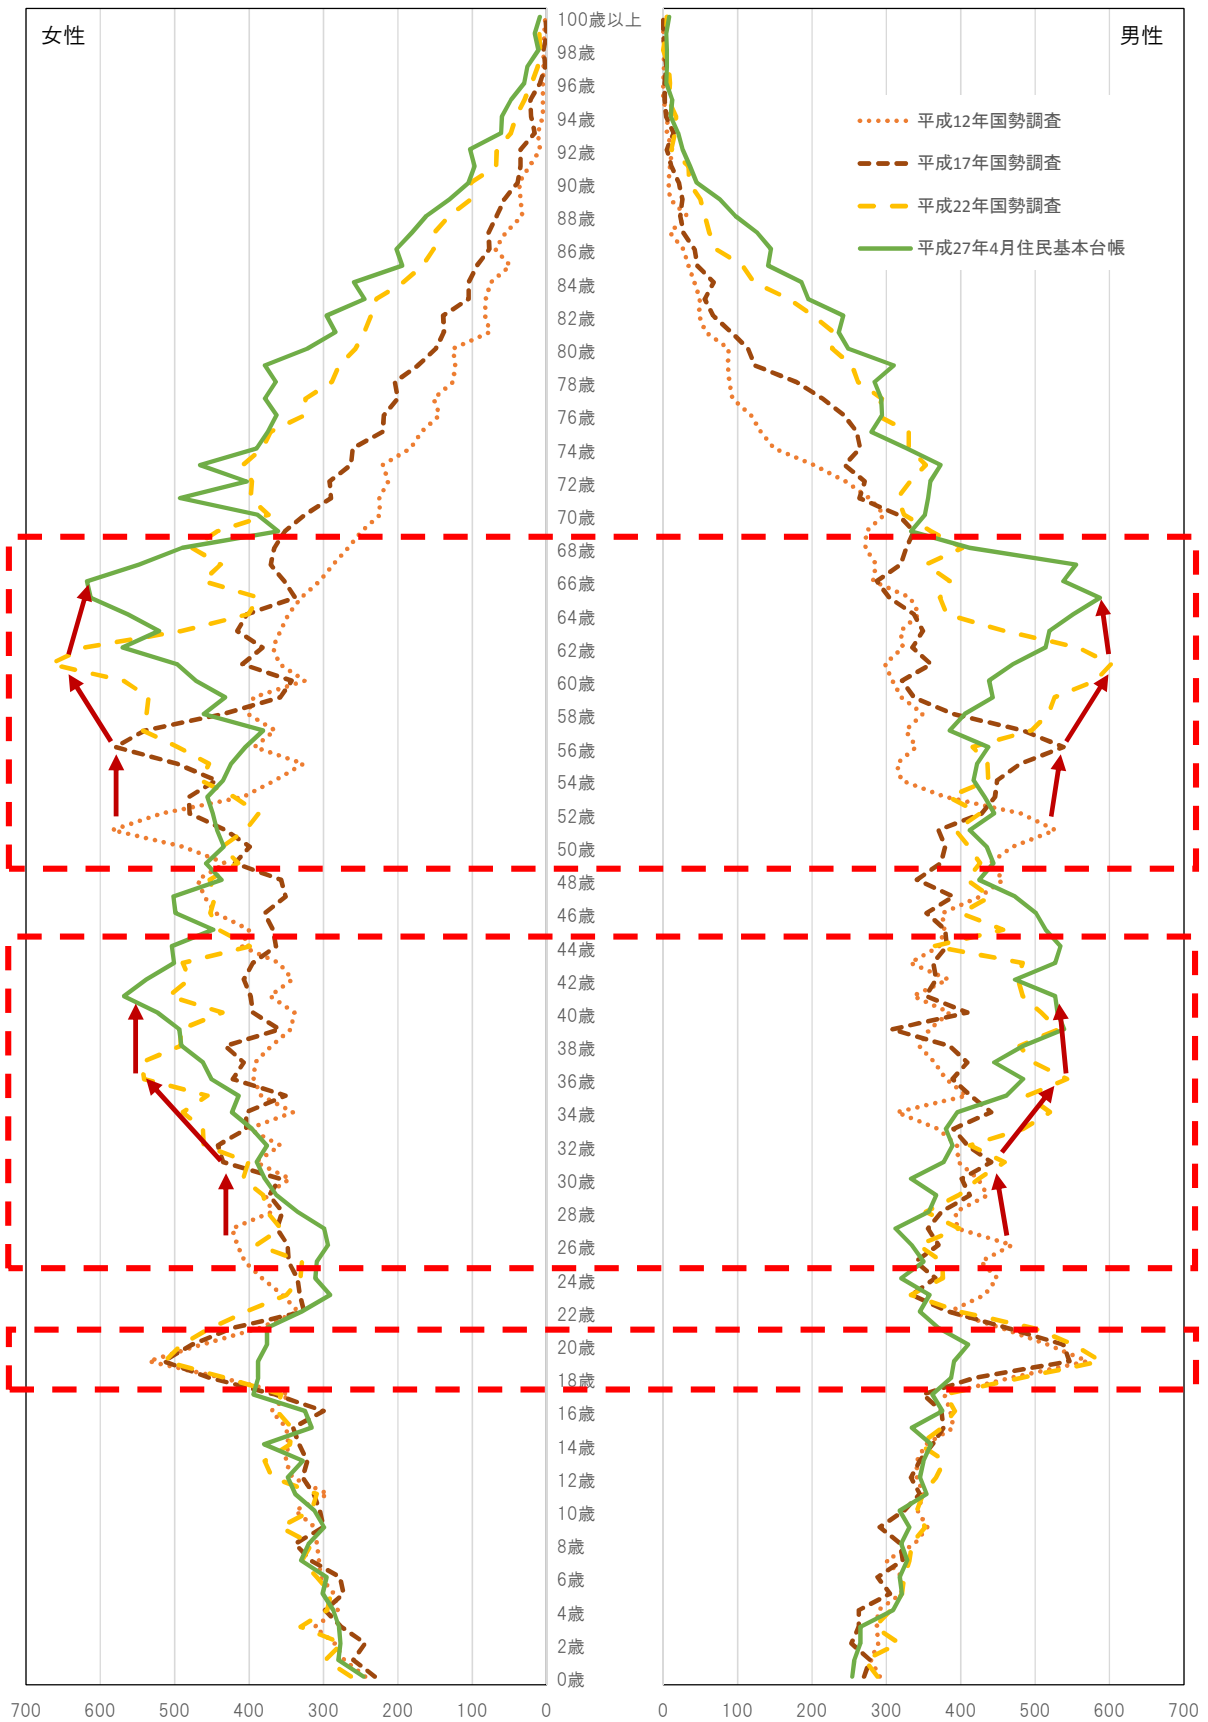 女性
男性
平成12年国勢調査
平成17年国勢調査
平成22年国勢調査
平成27年4月住民基本台帳
100歳以上
98歳
96歳
94歳
92歳
90歳
88歳
86歳
84歳
82歳
80歳
78歳
76歳
74歳
72歳
70歳
68歳
66歳
64歳
62歳
60歳
58歳
56歳
54歳
52歳
50歳
48歳
46歳
44歳
42歳
40歳
38歳
36歳
34歳
32歳
30歳
28歳
26歳
24歳
22歳
20歳
18歳
16歳
14歳
12歳
10歳
8歳
6歳
4歳
2歳
0歳
700 600 500 400 300 200 100 0
0 100 200 300 400 500 600 700